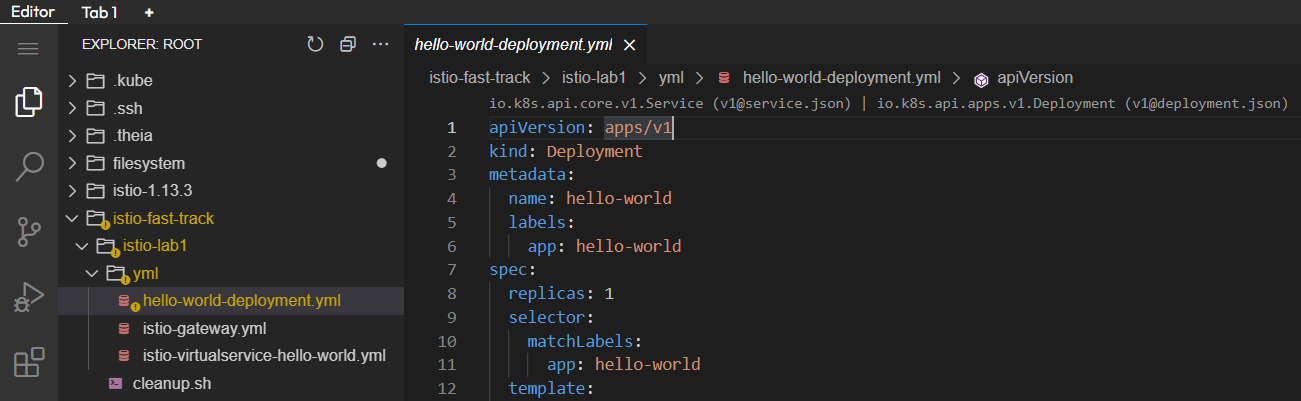 Editor Tab 1 +
EXPLORER: ROOT
.kube
.ssh
.theia
filesystem
istio-1.13.3
istio-fast-track
istio-lab1
yml
hello-world-deployment.yml
istio-gateway.yml
istio-virtualservice-hello-world.yml
cleanup.sh
hello-world-deployment.yml
istio-fast-track > istio-lab1 > yml > hello-world-deployment.yml > apiVersion
io.k8s.api.core.v1.Service (v1@service.json) | io.k8s.api.apps.v1.Deployment (v1@deployment.json)
1 apiVersion: apps/v1
2 kind: Deployment
3 metadata:
4   name: hello-world
5   labels:
6     app: hello-world
7 spec:
8   replicas: 1
9   selector:
10     matchLabels:
11       app: hello-world
12   template: